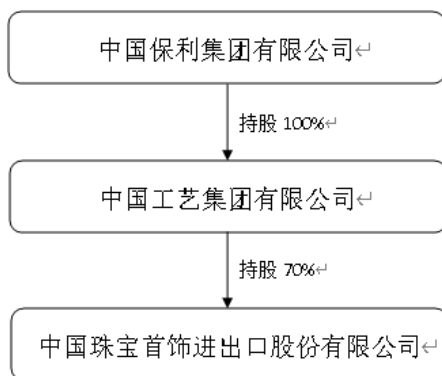 中国保利集团有限公司↵
持股 100%↵
中国工艺集团有限公司↵
持股 70%↵
中国珠宝首饰进出口股份有限公司↵